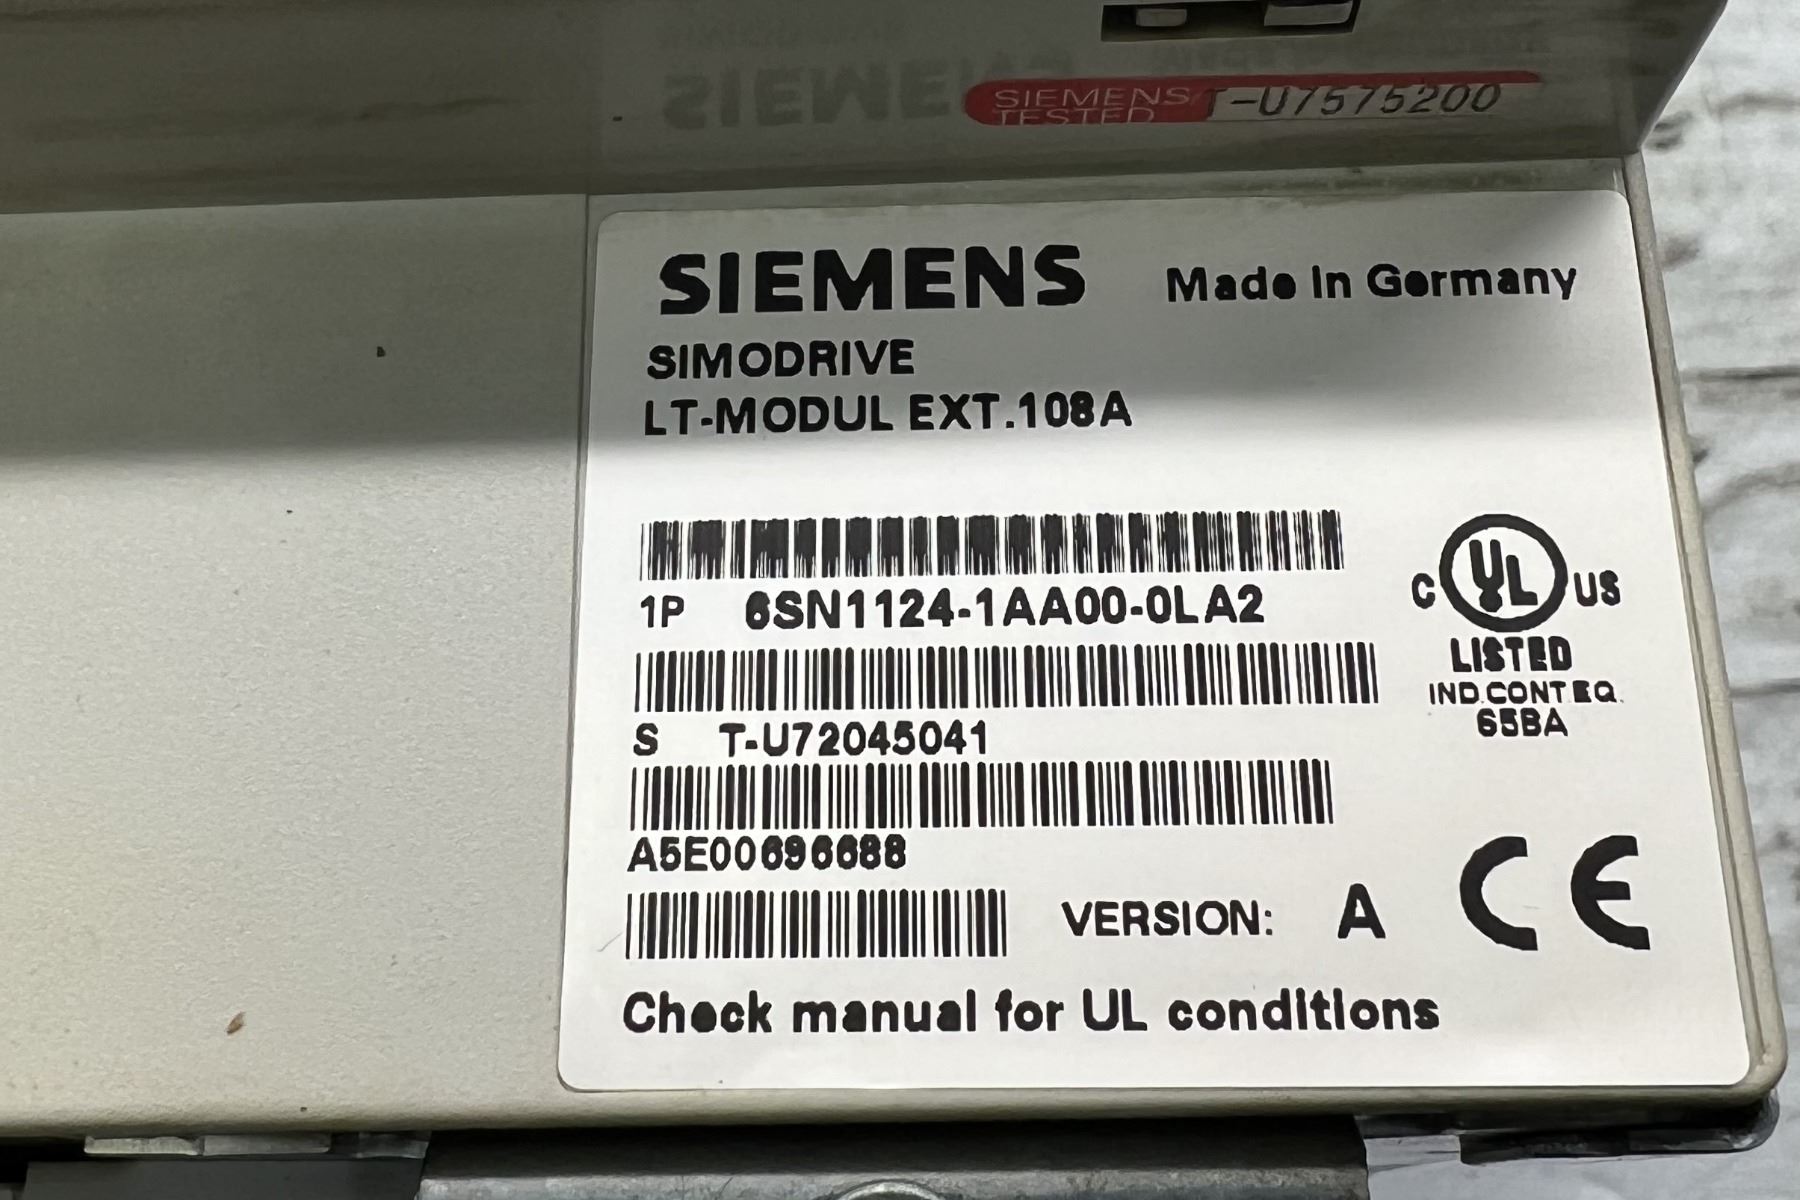 SIEMENS
TESTED T-U7575200
SIEMENS Made in Germany
SIMODRIVE
LT-MODUL EXT.108A
1P 6SN1124-1AA00-0LA2
C UL US
LISTED
IND.CONT.EQ.
65BA
S T-U72045041
A5E00696688
VERSION: A CE
Check manual for UL conditions